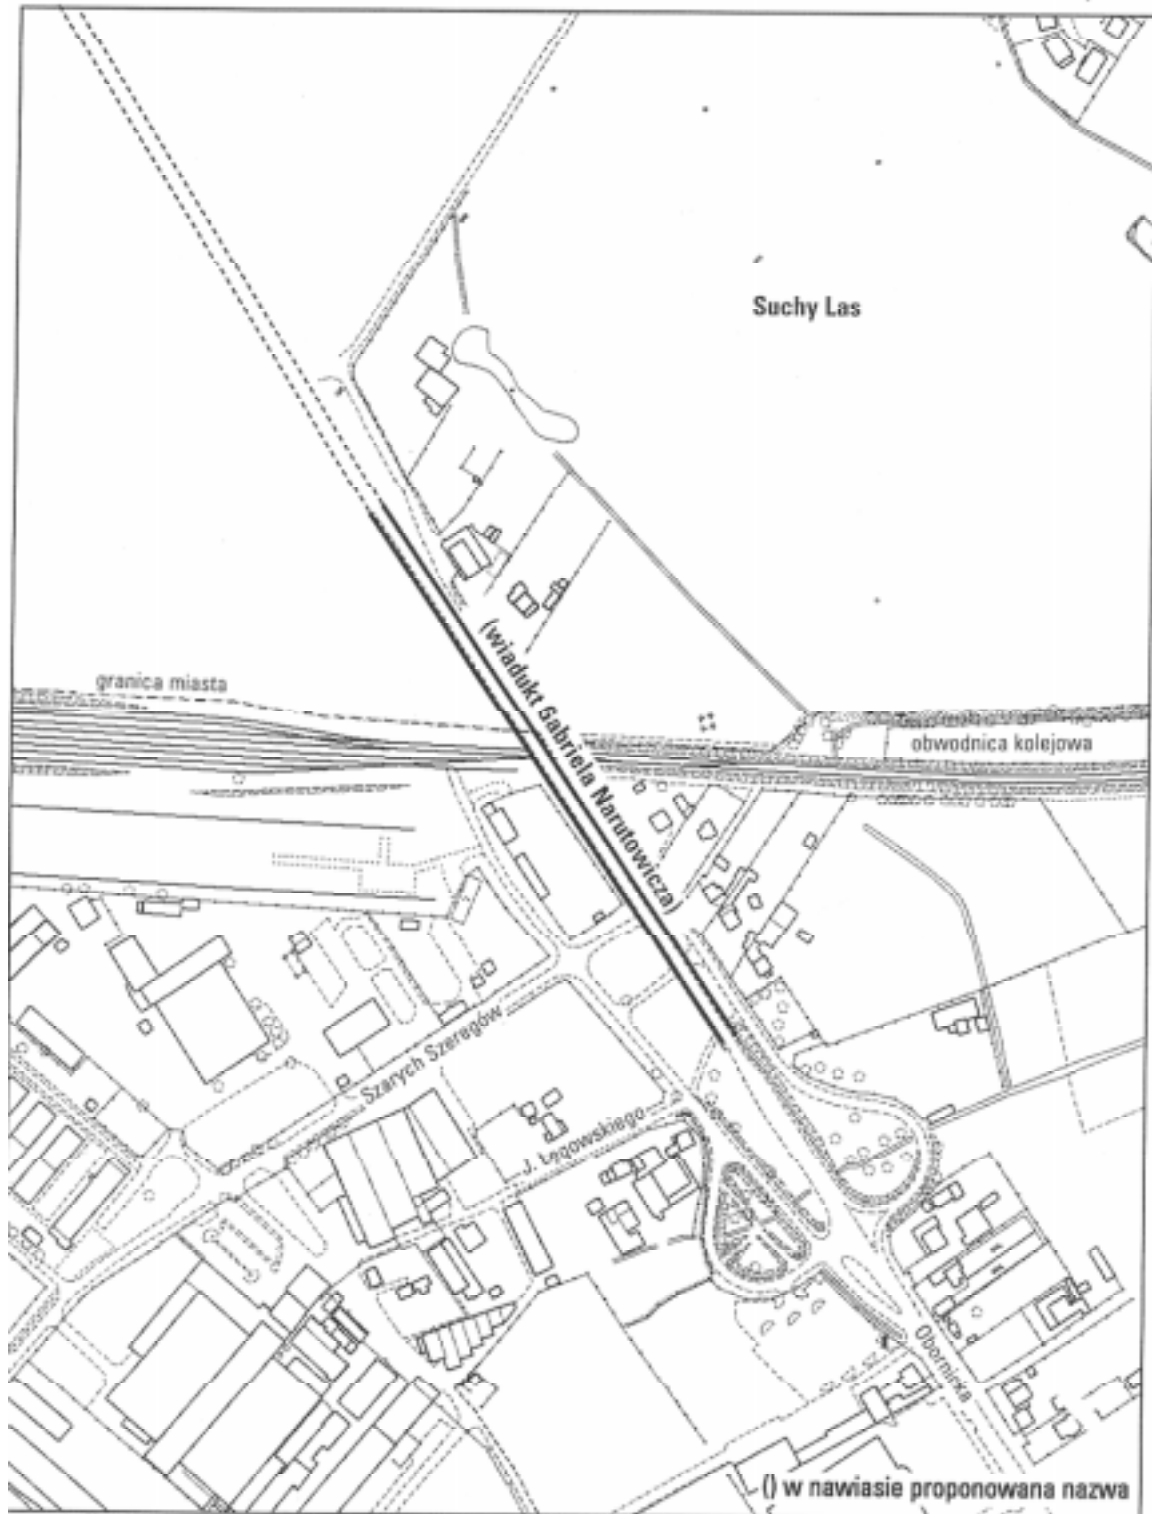 Suchy Las
(wiadukt Gabriela Narutowicza)
granica miasta
obwodnica kolejowa
Szarych Szeregów
J. Łęgowskiego
Obornicka
() w nawiasie proponowana nazwa